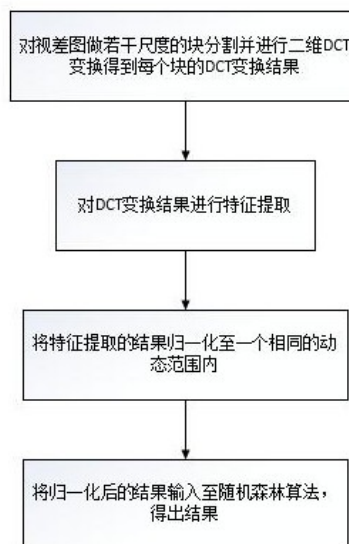 对视差图做若干尺度的块分割并进行二维DCT
变换得到每个块的DCT变换结果
对DCT变换结果进行特征提取
将特征提取的结果归一化至一个相同的动
态范围内
将归一化后的结果输入至随机森林算法，
得出结果